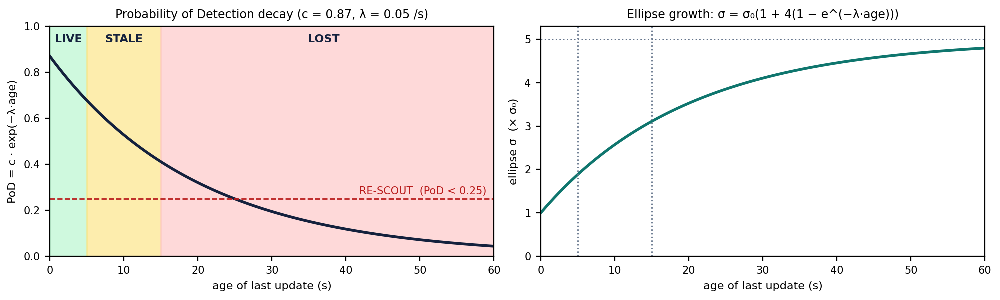 Probability of Detection decay (c = 0.87, λ = 0.05 /s)
LIVE
STALE
LOST
RE-SCOUT (PoD < 0.25)
PoD = c · exp(−λ·age)
1.0
0.8
0.6
0.4
0.2
0.0
0 10 20 30 40 50 60
age of last update (s)
Ellipse growth: σ = σ₀(1 + 4(1 − e^(−λ·age)))
ellipse σ (× σ₀)
5
4
3
2
1
0
0 10 20 30 40 50 60
age of last update (s)